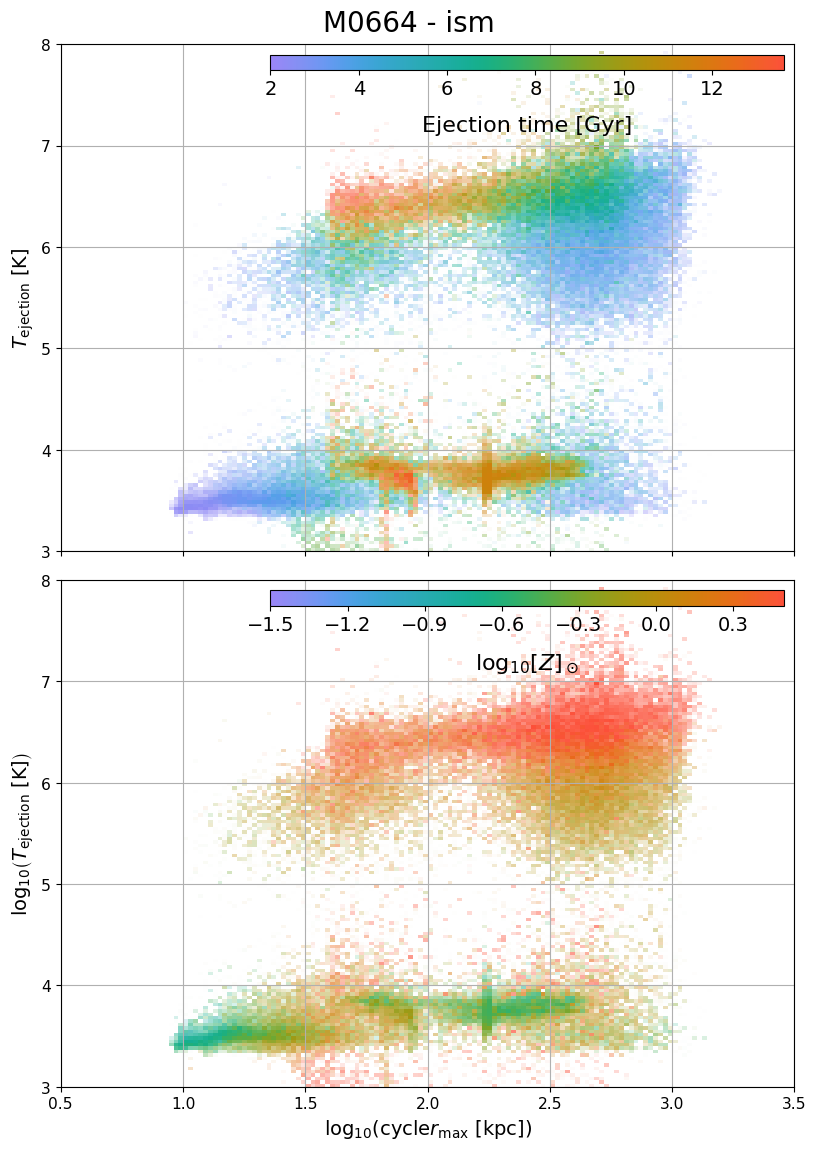 M0664 - ism
8
2 4 6 8 10 12
Ejection time [Gyr]
7
6
T_ejection [K]
5
4
3
8
−1.5 −1.2 −0.9 −0.6 −0.3 0.0 0.3
log₁₀[Z]⊙
7
6
log₁₀(T_ejection [K])
5
4
3
0.5 1.0 1.5 2.0 2.5 3.0 3.5
log₁₀(cycler_max [kpc])